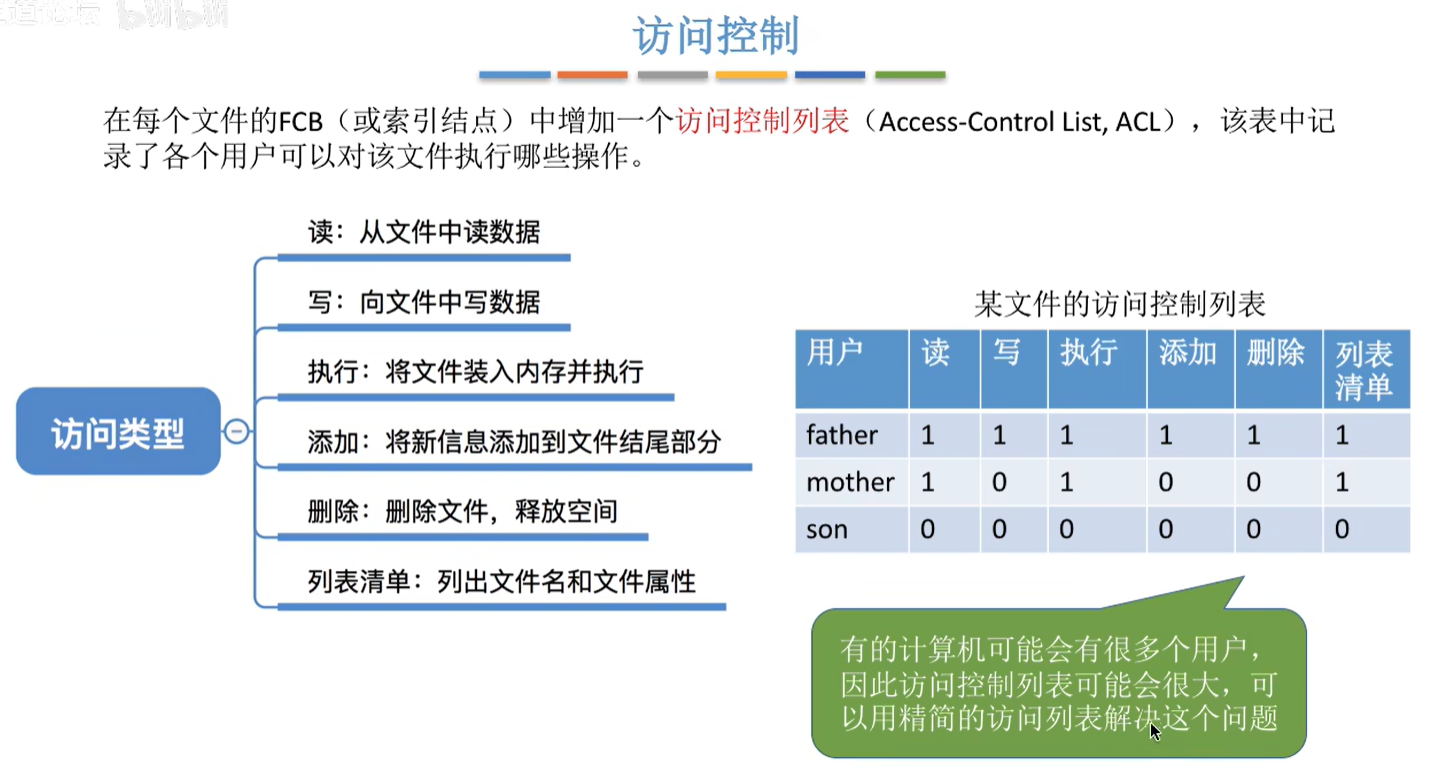 道论坛 bilibili
访问控制
在每个文件的FCB（或索引结点）中增加一个访问控制列表（Access-Control List, ACL），该表中记
录了各个用户可以对该文件执行哪些操作。
访问类型
读：从文件中读数据
写：向文件中写数据
执行：将文件装入内存并执行
添加：将新信息添加到文件结尾部分
删除：删除文件，释放空间
列表清单：列出文件名和文件属性
某文件的访问控制列表
用户 读 写 执行 添加 删除 列表
清单
father 1 1 1 1 1 1
mother 1 0 1 0 0 1
son 0 0 0 0 0 0
有的计算机可能会有很多个用户，
因此访问控制列表可能会很大，可
以用精简的访问列表解决这个问题